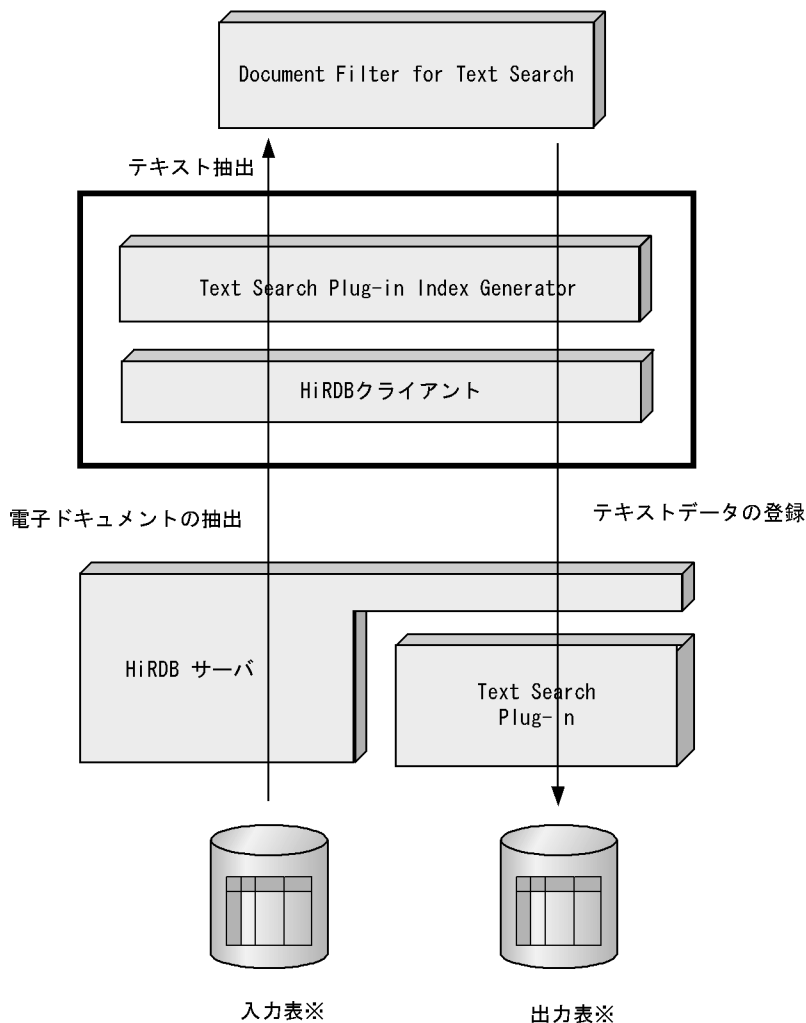 Document Filter for Text Search
テキスト抽出
Text Search Plug-in Index Generator
HiRDBクライアント
電子ドキュメントの抽出
テキストデータの登録
HiRDB サーバ
Text Search
Plug-in
入力表※
出力表※